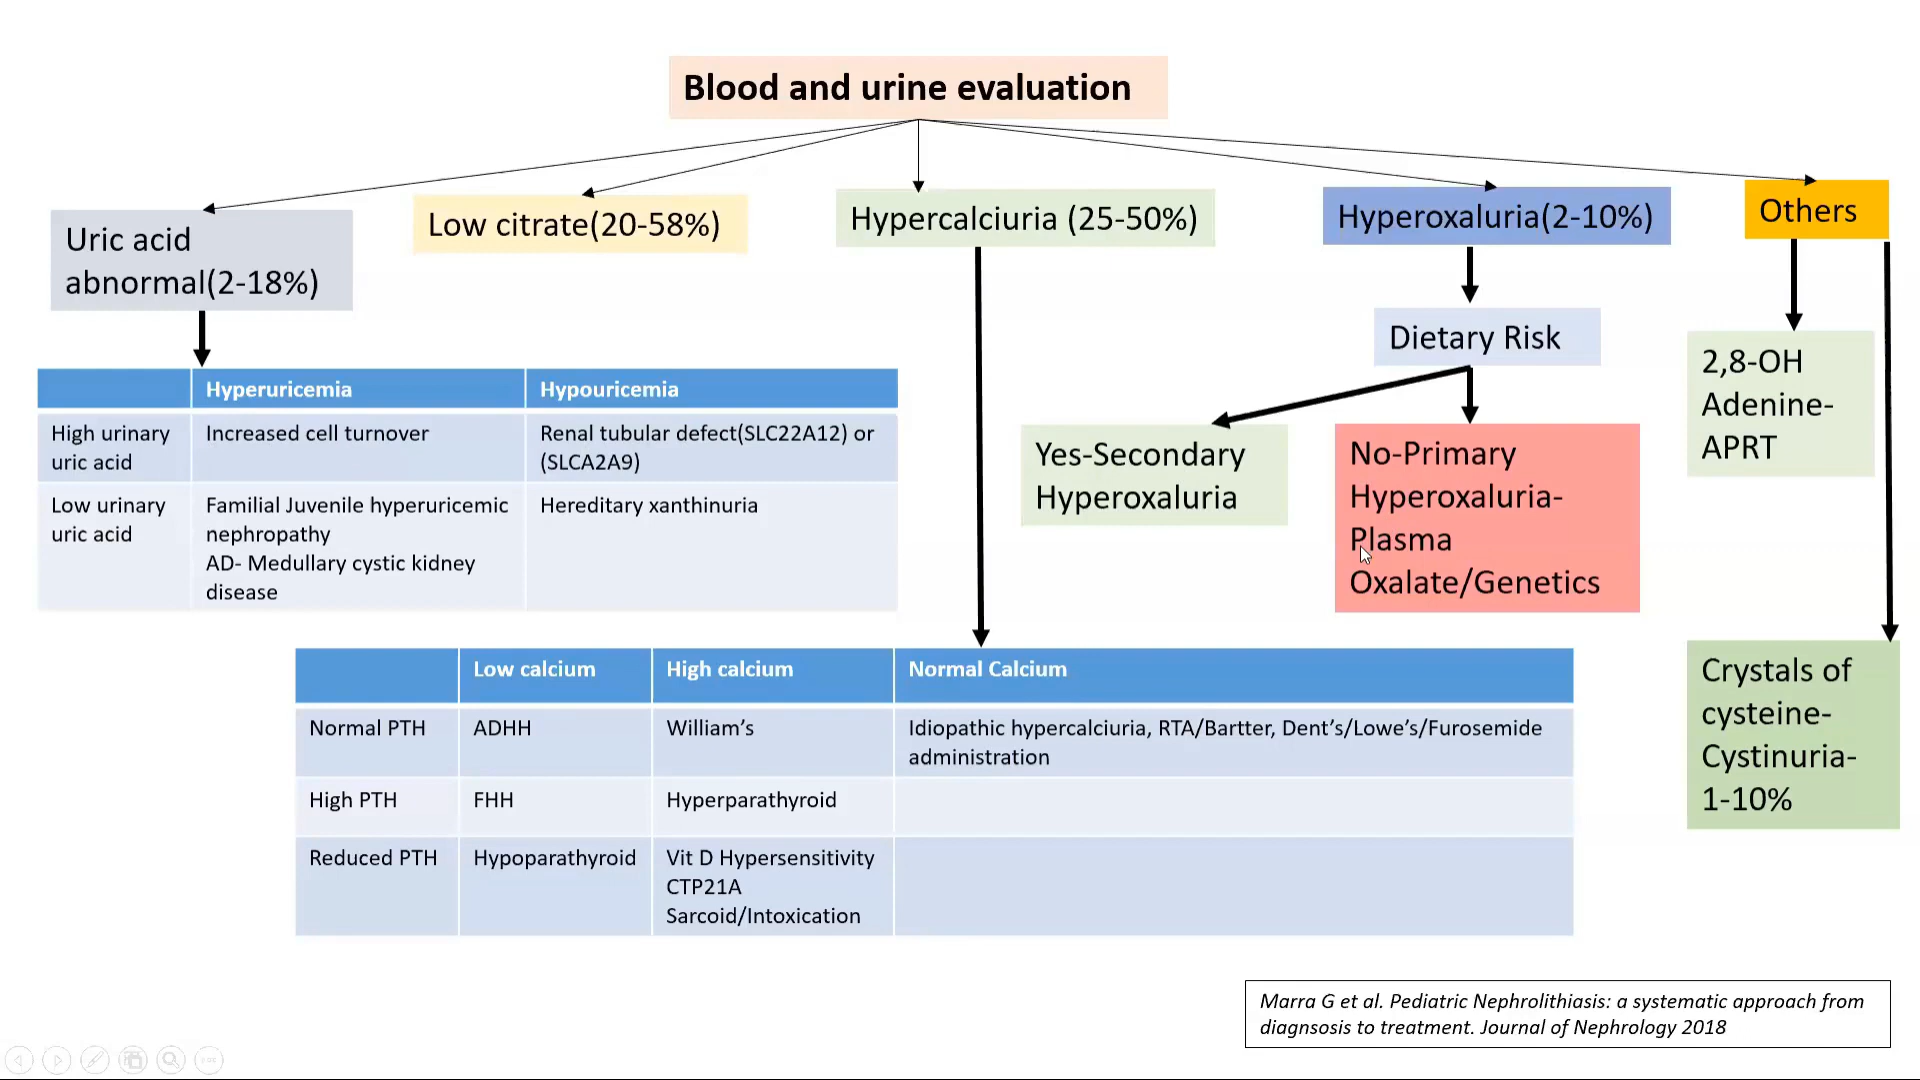 Blood and urine evaluation
Uric acid
abnormal(2-18%)
Low citrate(20-58%)
Hypercalciuria (25-50%)
Hyperoxaluria(2-10%)
Others
Dietary Risk
Yes-Secondary
Hyperoxaluria
No-Primary
Hyperoxaluria-
Plasma
Oxalate/Genetics
2,8-OH
Adenine-
APRT
Crystals of
cysteine-
Cystinuria-
1-10%
Hyperuricemia
Hypouricemia
High urinary
uric acid
Increased cell turnover
Renal tubular defect(SLC22A12) or
(SLCA2A9)
Low urinary
uric acid
Familial Juvenile hyperuricemic
nephropathy
AD- Medullary cystic kidney
disease
Hereditary xanthinuria
Low calcium
High calcium
Normal Calcium
Normal PTH
ADHH
William’s
Idiopathic hypercalciuria, RTA/Bartter, Dent’s/Lowe’s/Furosemide
administration
High PTH
FHH
Hyperparathyroid
Reduced PTH
Hypoparathyroid
Vit D Hypersensitivity
CTP21A
Sarcoid/Intoxication
Marra G et al. Pediatric Nephrolithiasis: a systematic approach from
diagnsosis to treatment. Journal of Nephrology 2018